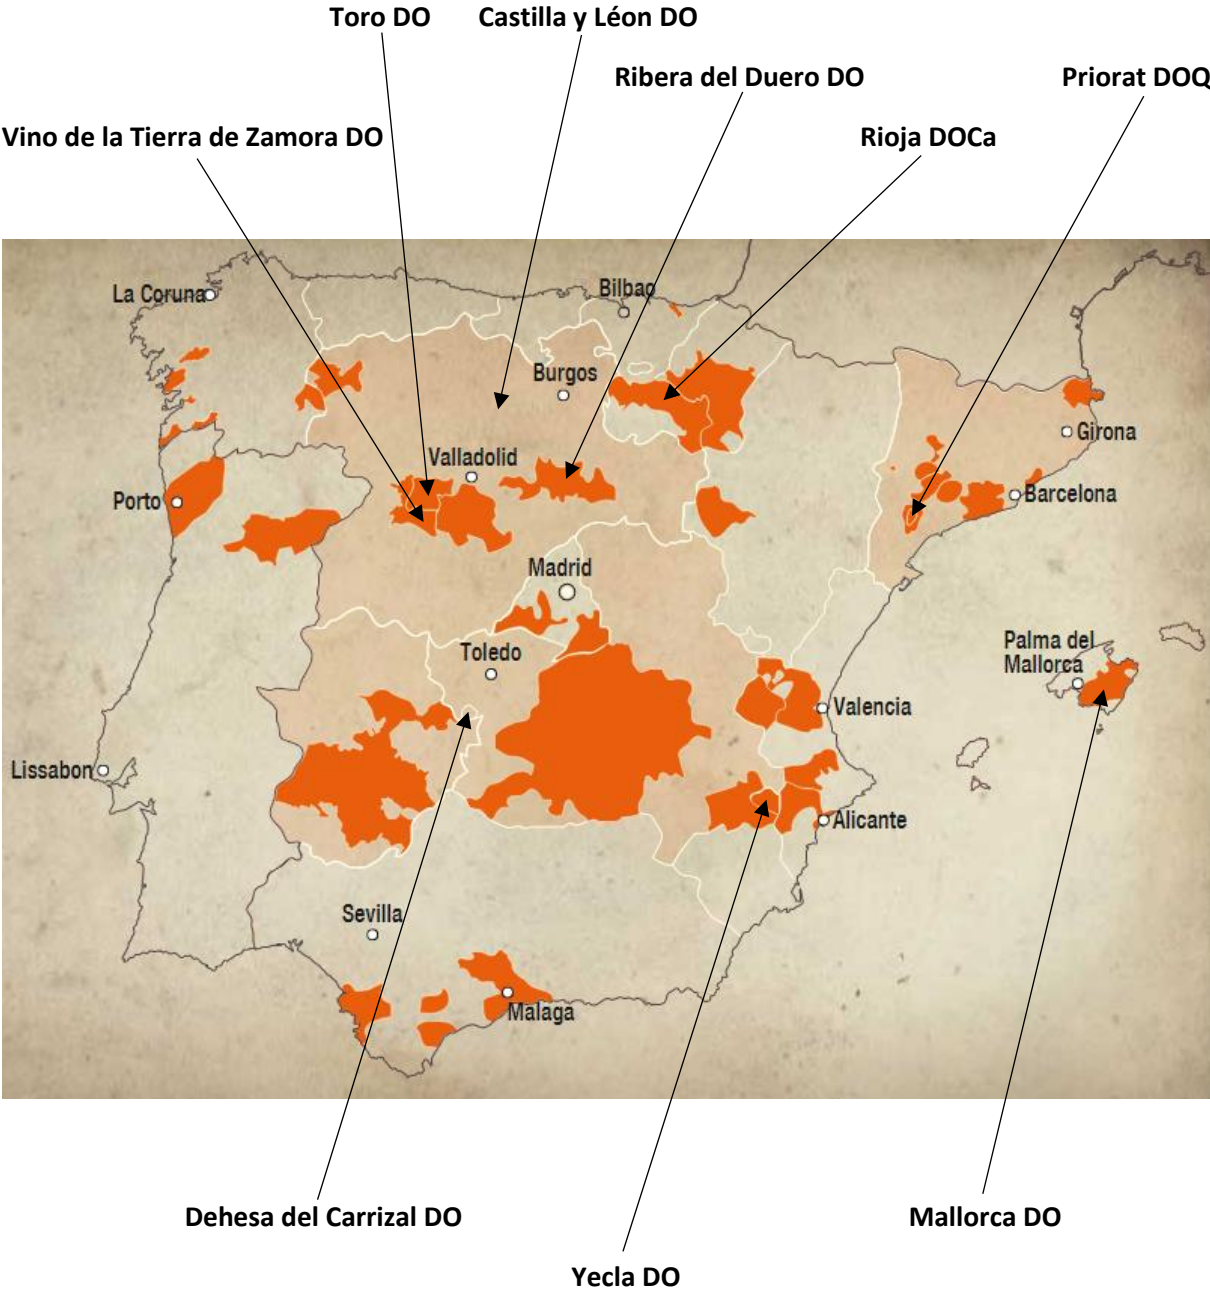 Toro DO
Castilla y Léon DO
Ribera del Duero DO
Priorat DOQ
Vino de la Tierra de Zamora DO
Rioja DOCa
La Coruna
Bilbao
Burgos
Girona
Valladolid
Porto
Barcelona
Madrid
Toledo
Palma del
Mallorca
Valencia
Lissabon
Alicante
Sevilla
Malaga
Dehesa del Carrizal DO
Mallorca DO
Yecla DO